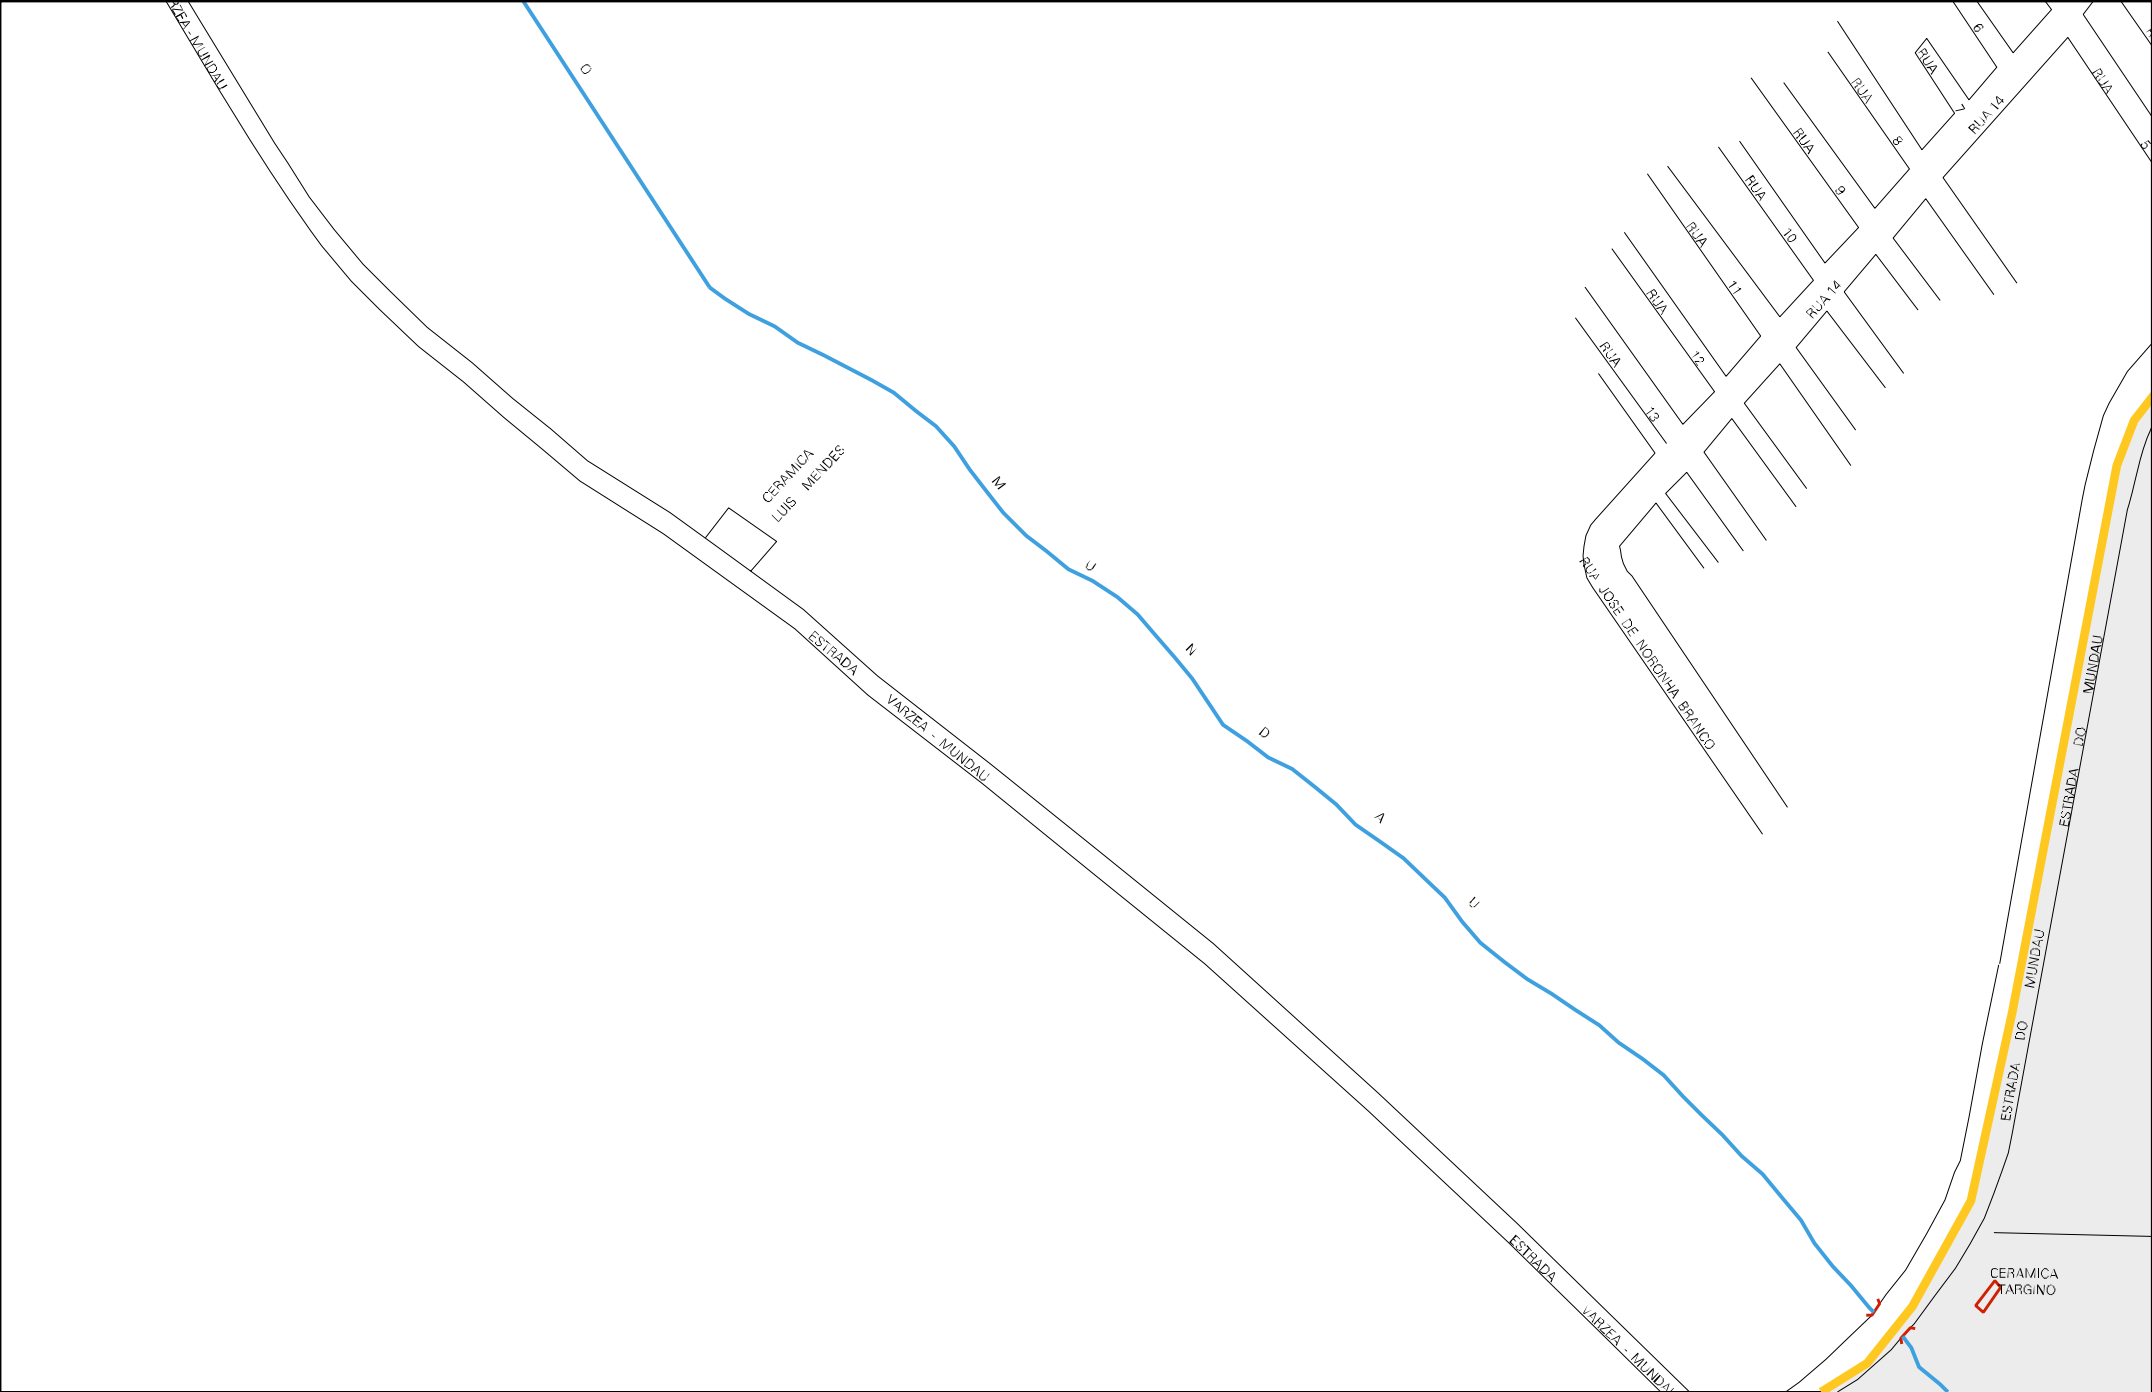 RZEA - MUNDAU
O
M
U
N
D
A
U
CERAMICA
LUIS MENDES
ESTRADA
VARZEA - MUNDAU
ESTRADA
VARZEA - MUNDAU
6
RUA 7
RUA 8
RUA 9
RUA 10
RUA 11
RUA 12
RUA 13
RUA 14
RUA 14
RUA 5
RUA JOSE DE NORONHA BRANCO
ESTRADA DO MUNDAU
ESTRADA DO MUNDAU
CERAMICA
TARGINO